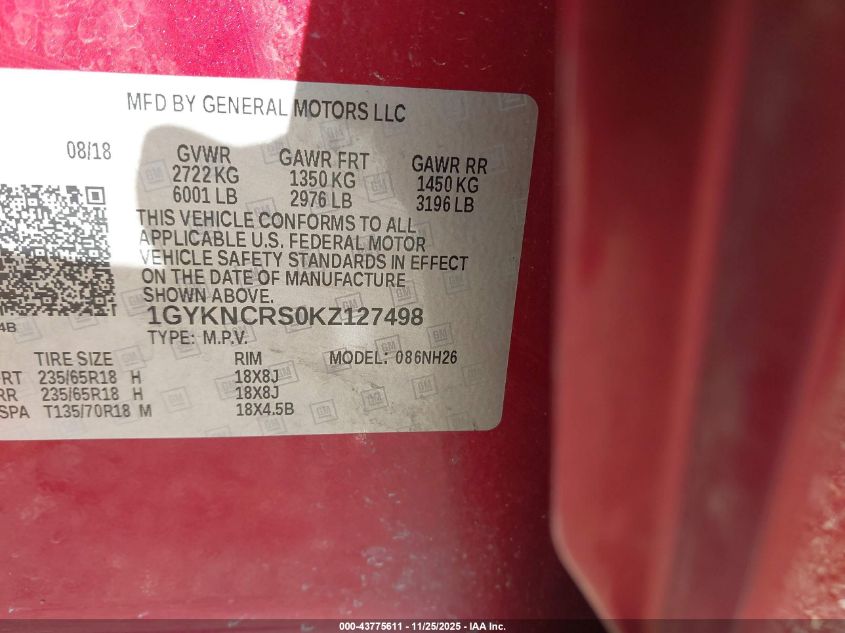 MFD BY GENERAL MOTORS LLC
08/18 GVWR GAWR FRT GAWR RR
2722 KG 1350 KG 1450 KG
6001 LB 2976 LB 3196 LB
THIS VEHICLE CONFORMS TO ALL
APPLICABLE U.S. FEDERAL MOTOR
VEHICLE SAFETY STANDARDS IN EFFECT
ON THE DATE OF MANUFACTURE
SHOWN ABOVE.
1GYKNCRS0KZ127498
4B
TYPE: M.P.V.
TIRE SIZE RIM MODEL: 086NH26
FRT 235/65R18 H 18X8J
RR 235/65R18 H 18X8J
SPA T135/70R18 M 18X4.5B
000-43775611 - 11/25/2025 - IAA Inc.